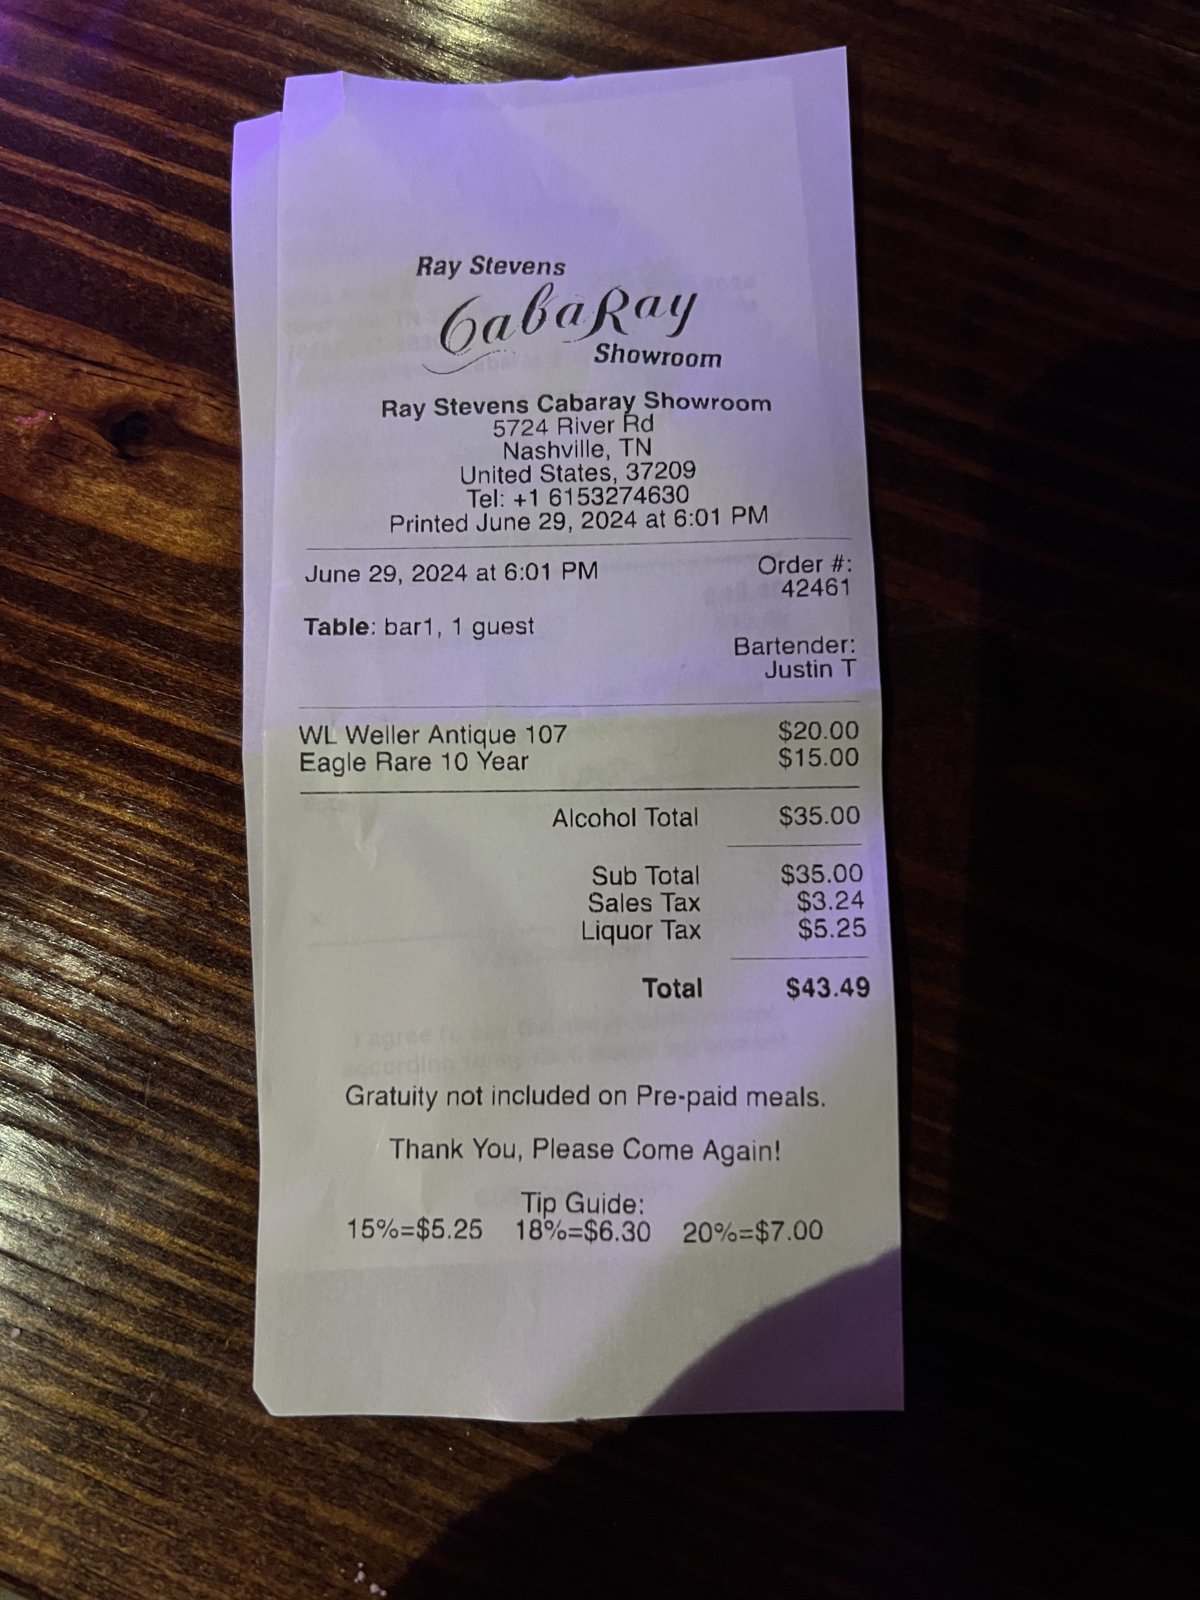 Ray Stevens
CabaRay
Showroom
Ray Stevens Cabaray Showroom
5724 River Rd
Nashville, TN
United States, 37209
Tel: +1 6153274630
Printed June 29, 2024 at 6:01 PM
June 29, 2024 at 6:01 PM Order #:
42461
Table: bar1, 1 guest
Bartender:
Justin T
WL Weller Antique 107 $20.00
Eagle Rare 10 Year $15.00
Alcohol Total $35.00
Sub Total $35.00
Sales Tax $3.24
Liquor Tax $5.25
Total $43.49
Gratuity not included on Pre-paid meals.
Thank You, Please Come Again!
Tip Guide:
15%=$5.25 18%=$6.30 20%=$7.00